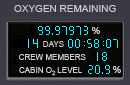 OXYGEN REMAINING
99.97973 %
14 DAYS 00:58:07
CREW MEMBERS 18
CABIN O₂ LEVEL 20.9 %